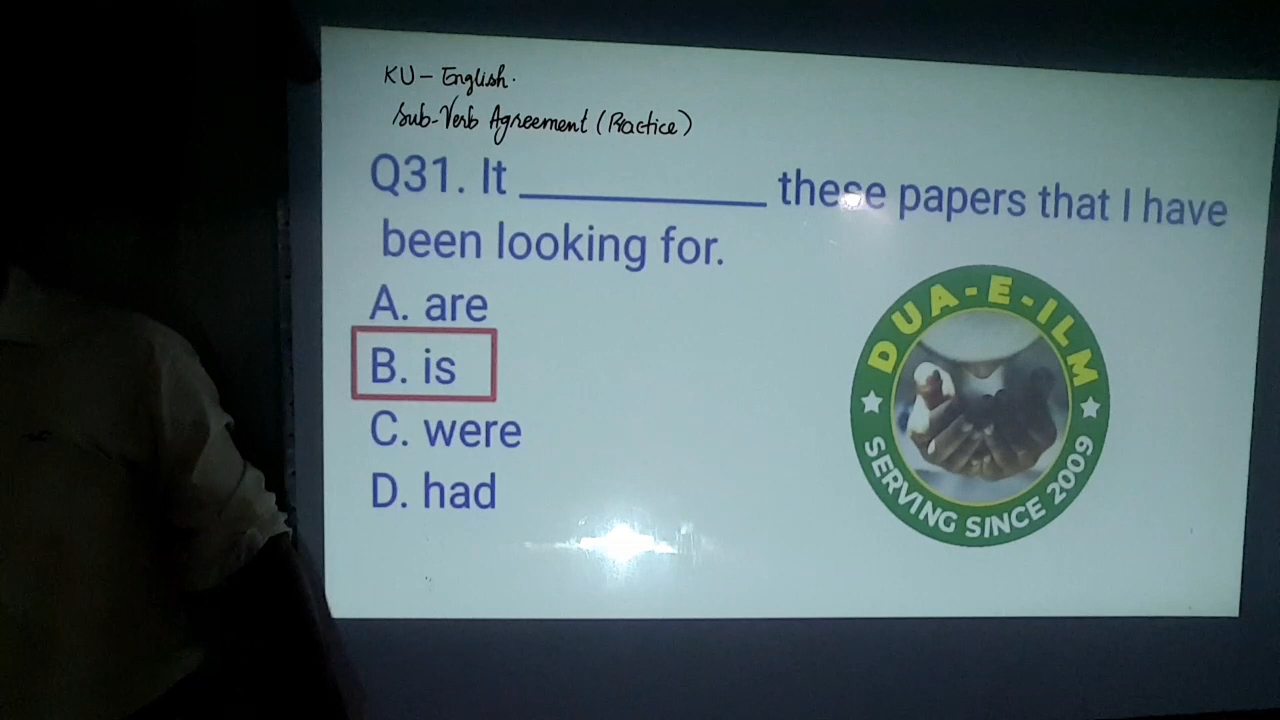 KU - English.
Sub-Verb Agreement (Practice)
Q31. It __________ these papers that I have
been looking for.
A. are
B. is
C. were
D. had
DUA-E-ILM
SERVING SINCE 2009